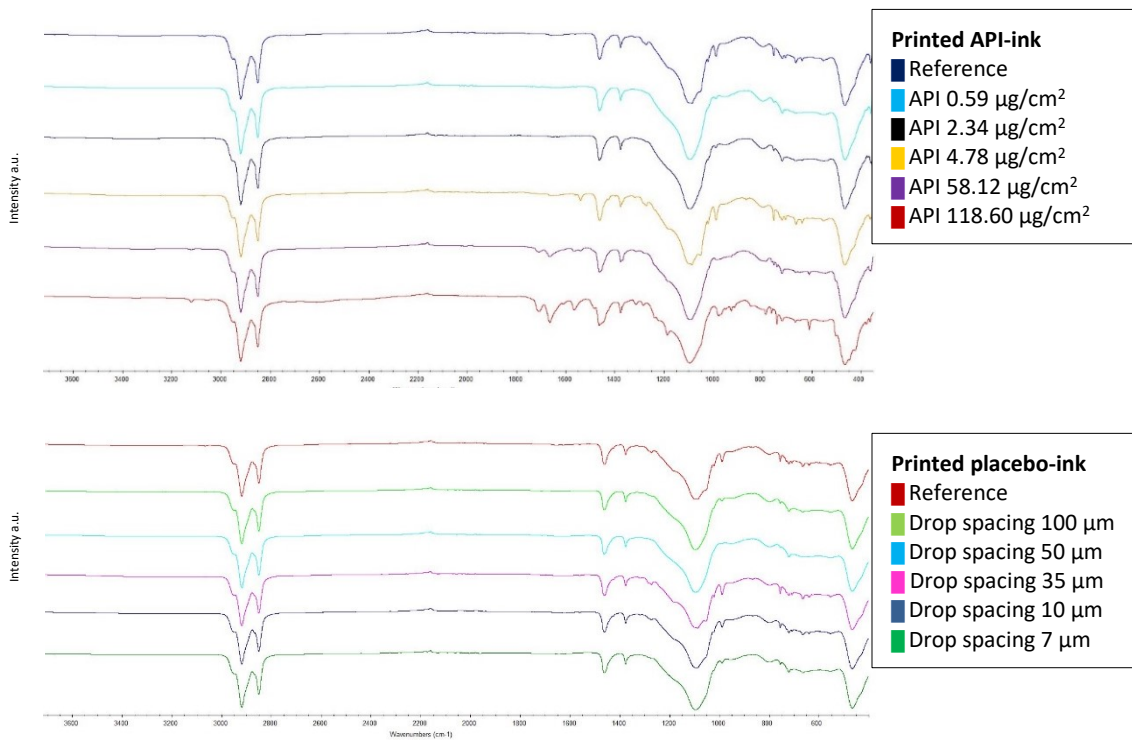 Printed API-ink
Reference
API 0.59 µg/cm²
API 2.34 µg/cm²
API 4.78 µg/cm²
API 58.12 µg/cm²
API 118.60 µg/cm²
Intensity a.u.
3600 3400 3200 3000 2800 2600 2400 2200 2000 1800 1600 1400 1200 1000 800 600 400
Printed placebo-ink
Reference
Drop spacing 100 µm
Drop spacing 50 µm
Drop spacing 35 µm
Drop spacing 10 µm
Drop spacing 7 µm
Intensity a.u.
3600 3400 3200 3000 2800 2600 2400 2200 2000 1800 1600 1400 1200 1000 800 600
Wavenumbers (cm-1)